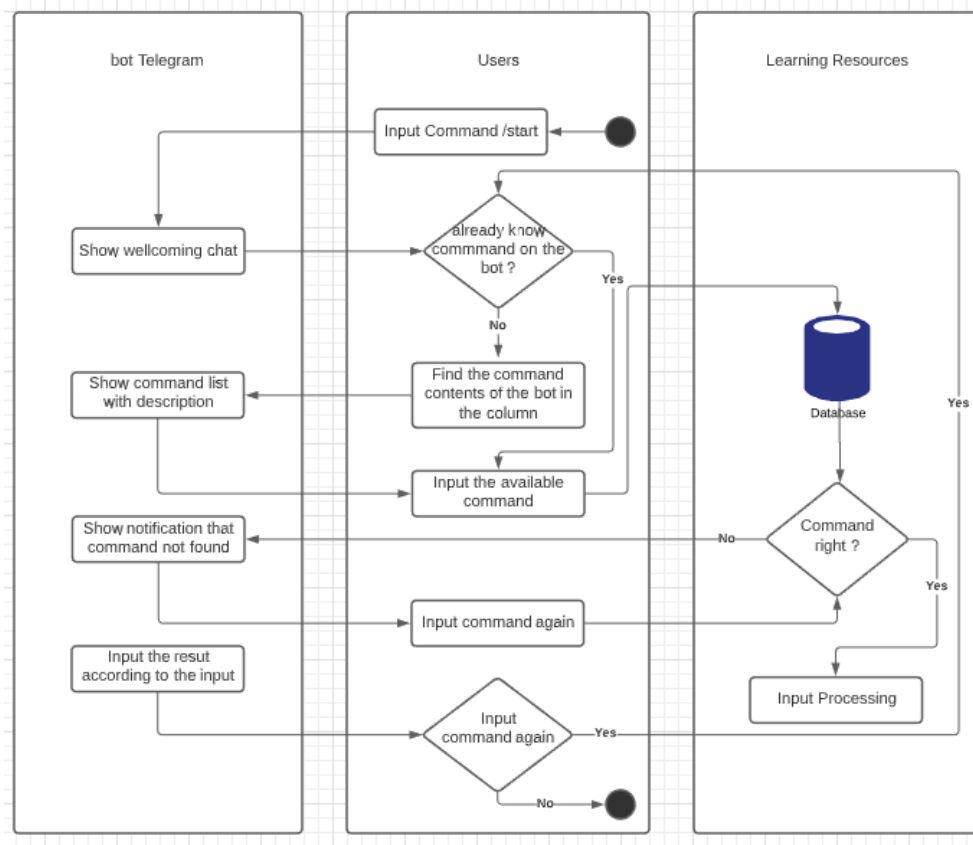 bot Telegram
Users
Learning Resources
Input Command /start
Show wellcoming chat
already know
commmand on the
bot ?
Yes
No
Find the command
contents of the bot in
the column
Show command list
with description
Database
Yes
Input the available
command
Show notification that
command not found
No
Command
right ?
Yes
Input command again
Input the resut
according to the input
Input Processing
Input
command again
Yes
No